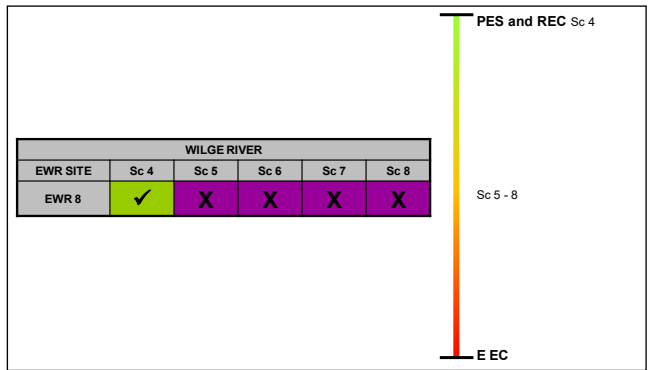 PES and REC Sc 4
WILGE RIVER
EWR SITE Sc 4 Sc 5 Sc 6 Sc 7 Sc 8
EWR 8 ✓ X X X X
Sc 5 - 8
E EC